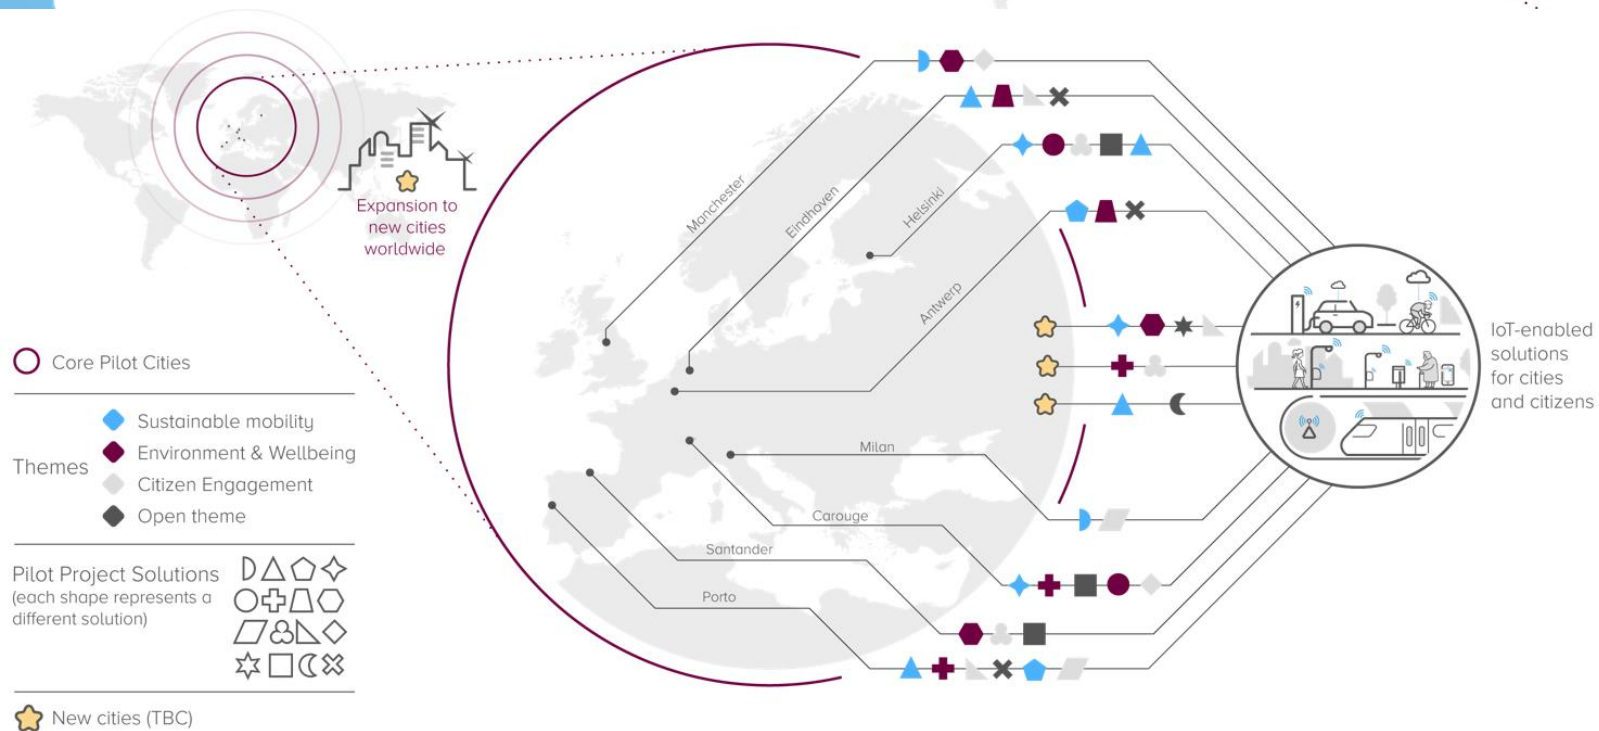 Expansion to
new cities
worldwide
Manchester
Eindhoven
Helsinki
Antwerp
Milan
Carouge
Santander
Porto
IoT-enabled
solutions
for cities
and citizens
Core Pilot Cities
Themes
Sustainable mobility
Environment & Wellbeing
Citizen Engagement
Open theme
Pilot Project Solutions
(each shape represents a
different solution)
New cities (TBC)